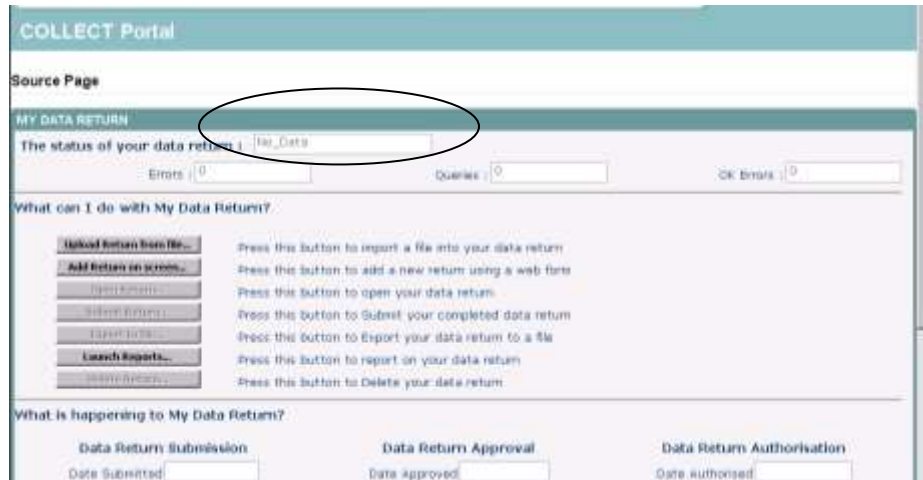 COLLECT Portal
Source Page
MY DATA RETURN
The status of your data return : No_Data
Errors : 0 Queries : 0 OK Errors : 0
What can I do with My Data Return?
Upload Return from file... Press this button to import a file into your data return
Add Return on screen... Press this button to add a new return using a web form
Open Return... Press this button to open your data return
Submit Return... Press this button to Submit your completed data return
Export to file... Press this button to Export your data return to a file
Launch Reports... Press this button to report on your data return
Delete Return... Press this button to Delete your data return
What is happening to My Data Return?
Data Return Submission Data Return Approval Data Return Authorisation
Date Submitted Date Approved Date Authorised